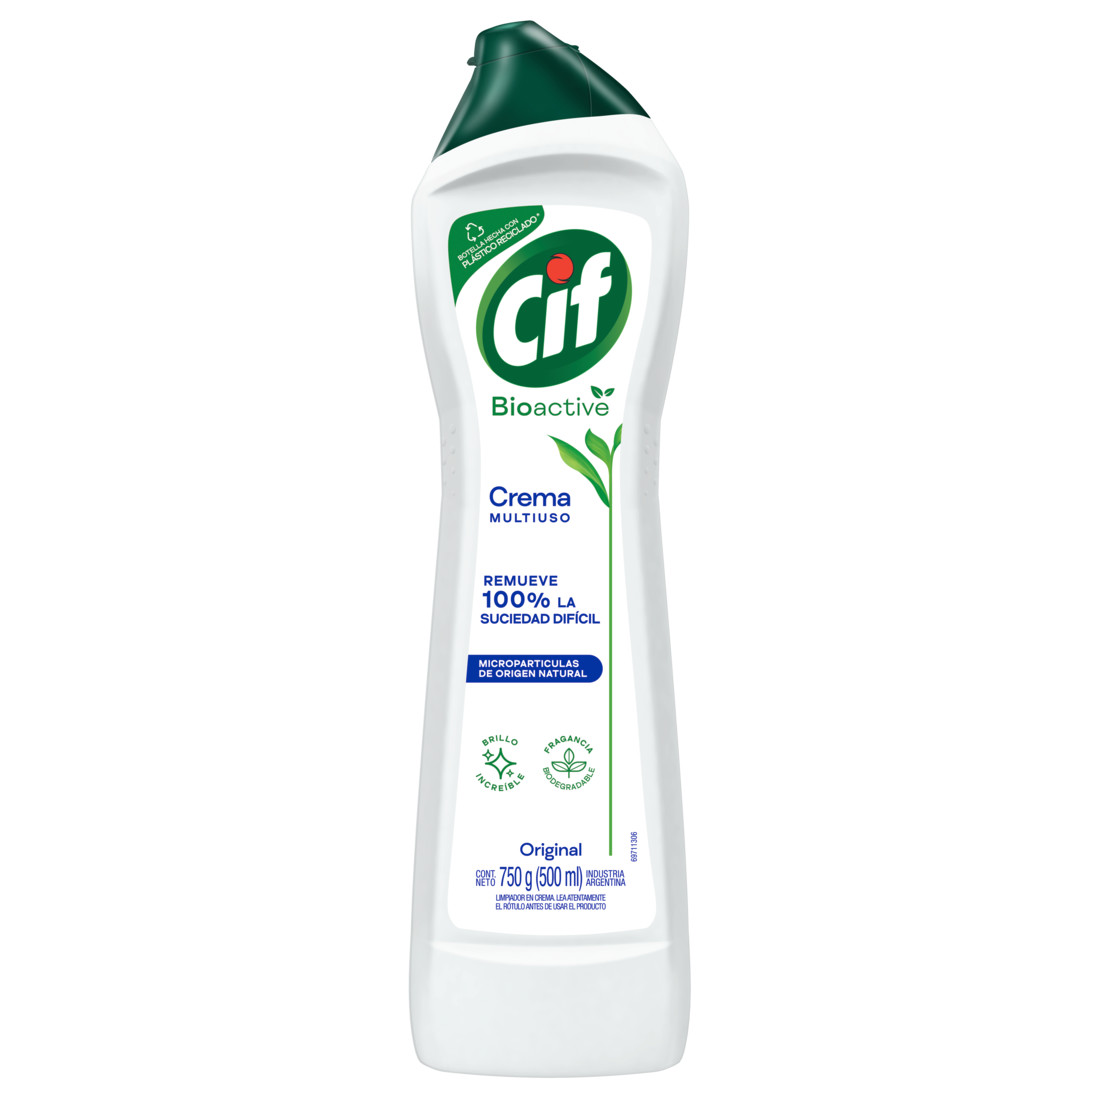 BOTELLA HECHA CON
PLÁSTICO RECICLADO*
Cif
Bioactive
Crema
MULTIUSO
REMUEVE
100% LA
SUCIEDAD DIFÍCIL
MICROPARTICULAS
DE ORIGEN NATURAL
BRILLO
INCREÍBLE
FRAGANCIA
BIODEGRADABLE
69711306
Original
CONT. NETO 750 g (500 ml) INDUSTRIA ARGENTINA
LIMPIADOR EN CREMA. LEA ATENTAMENTE
EL RÓTULO ANTES DE USAR EL PRODUCTO